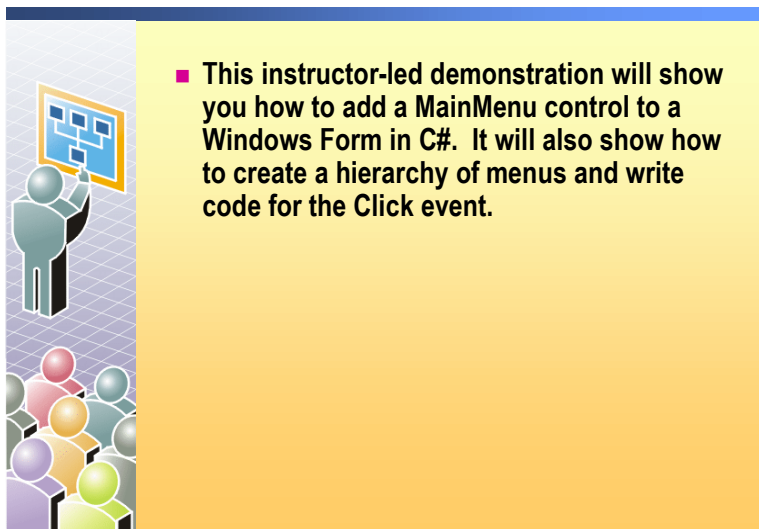 This instructor-led demonstration will show
you how to add a MainMenu control to a
Windows Form in C#.  It will also show how
to create a hierarchy of menus and write
code for the Click event.